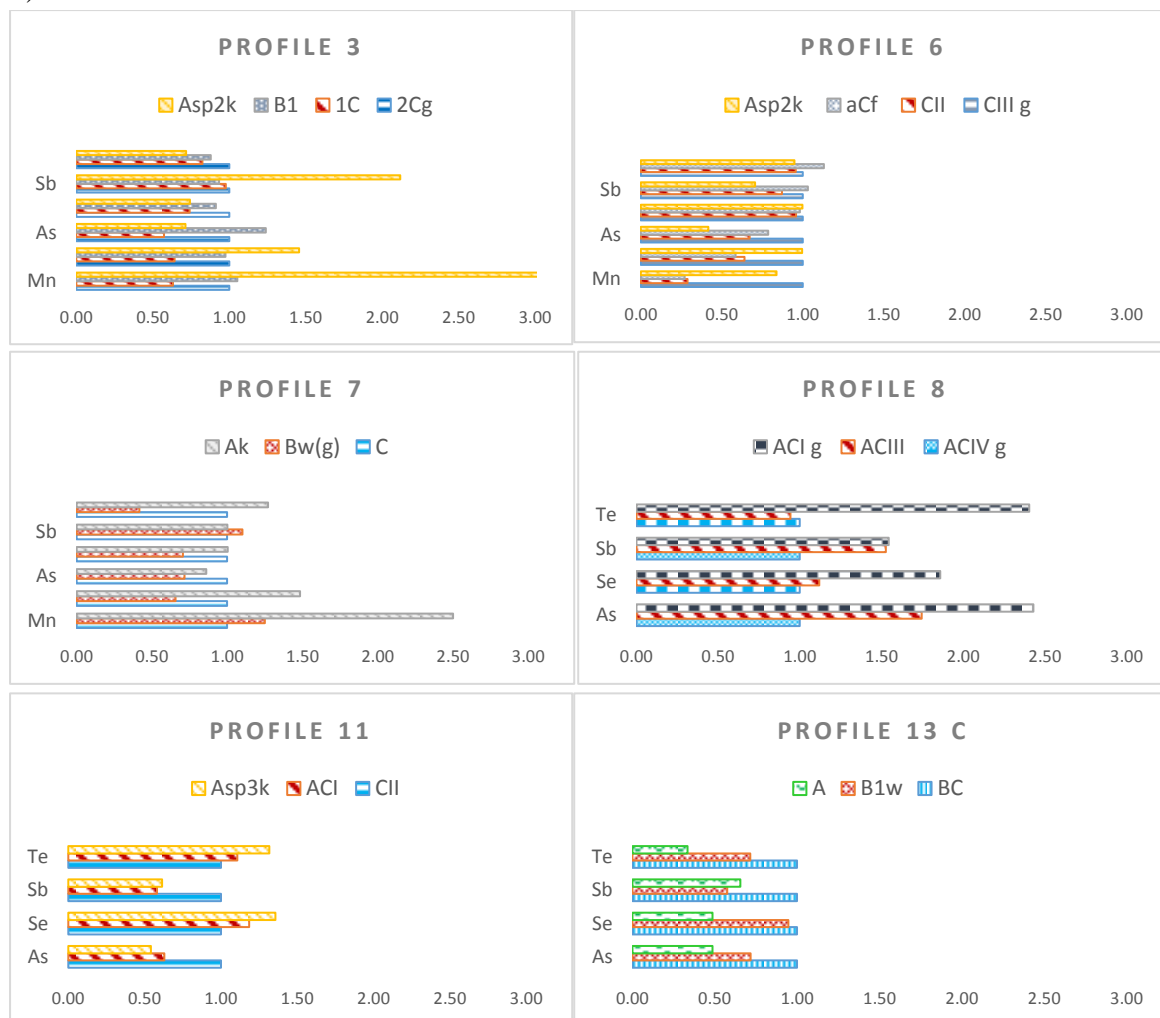 PROFILE 3
Asp2k B1 1C 2Cg
Sb
As
Mn
0.00 0.50 1.00 1.50 2.00 2.50 3.00
PROFILE 6
Asp2k aCf CII CIII g
Sb
As
Mn
0.00 0.50 1.00 1.50 2.00 2.50 3.00
PROFILE 7
Ak Bw(g) C
Sb
As
Mn
0.00 0.50 1.00 1.50 2.00 2.50 3.00
PROFILE 8
ACI g ACIII ACIV g
Te
Sb
Se
As
0.00 0.50 1.00 1.50 2.00 2.50 3.00
PROFILE 11
Asp3k ACI CII
Te
Sb
Se
As
0.00 0.50 1.00 1.50 2.00 2.50 3.00
PROFILE 13 C
A B1w BC
Te
Sb
Se
As
0.00 0.50 1.00 1.50 2.00 2.50 3.00